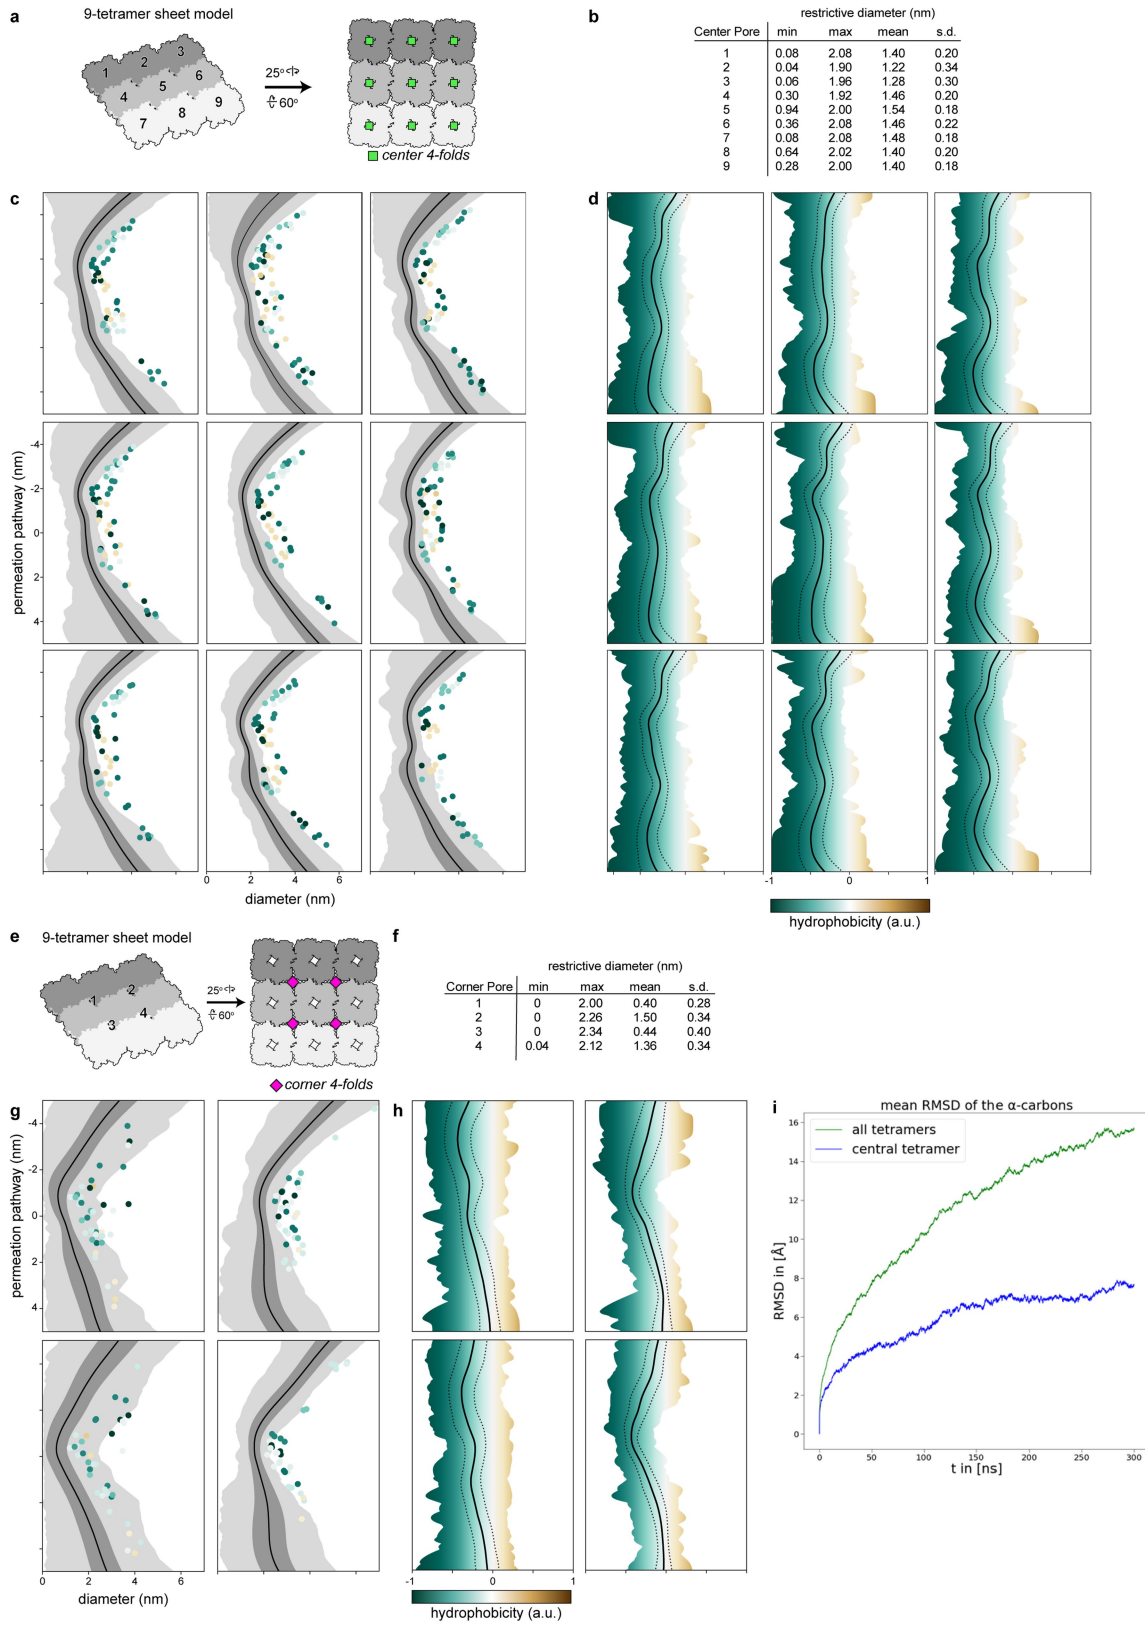 a
9-tetramer sheet model
1 2 3
4 5 6
7 8 9
25°
60°
center 4-folds
b
restrictive diameter (nm)
Center Pore min max mean s.d.
1 0.08 2.08 1.40 0.20
2 0.04 1.90 1.22 0.34
3 0.06 1.96 1.28 0.30
4 0.30 1.92 1.46 0.20
5 0.94 2.00 1.54 0.18
6 0.36 2.08 1.46 0.22
7 0.08 2.08 1.48 0.18
8 0.64 2.02 1.40 0.20
9 0.28 2.00 1.40 0.18
c
permeation pathway (nm)
-4
-2
0
2
4
0 2 4 6
diameter (nm)
d
-1 0 1
hydrophobicity (a.u.)
e
9-tetramer sheet model
1 2
3 4
25°
60°
corner 4-folds
f
restrictive diameter (nm)
Corner Pore min max mean s.d.
1 0 2.00 0.40 0.28
2 0 2.26 1.50 0.34
3 0 2.34 0.44 0.40
4 0.04 2.12 1.36 0.34
g
permeation pathway (nm)
-4
-2
0
2
4
0 2 4 6
diameter (nm)
h
-1 0 1
hydrophobicity (a.u.)
i
mean RMSD of the α-carbons
all tetramers
central tetramer
RMSD in [Å]
16
14
12
10
8
6
4
2
0
0 50 100 150 200 250 300
t in [ns]